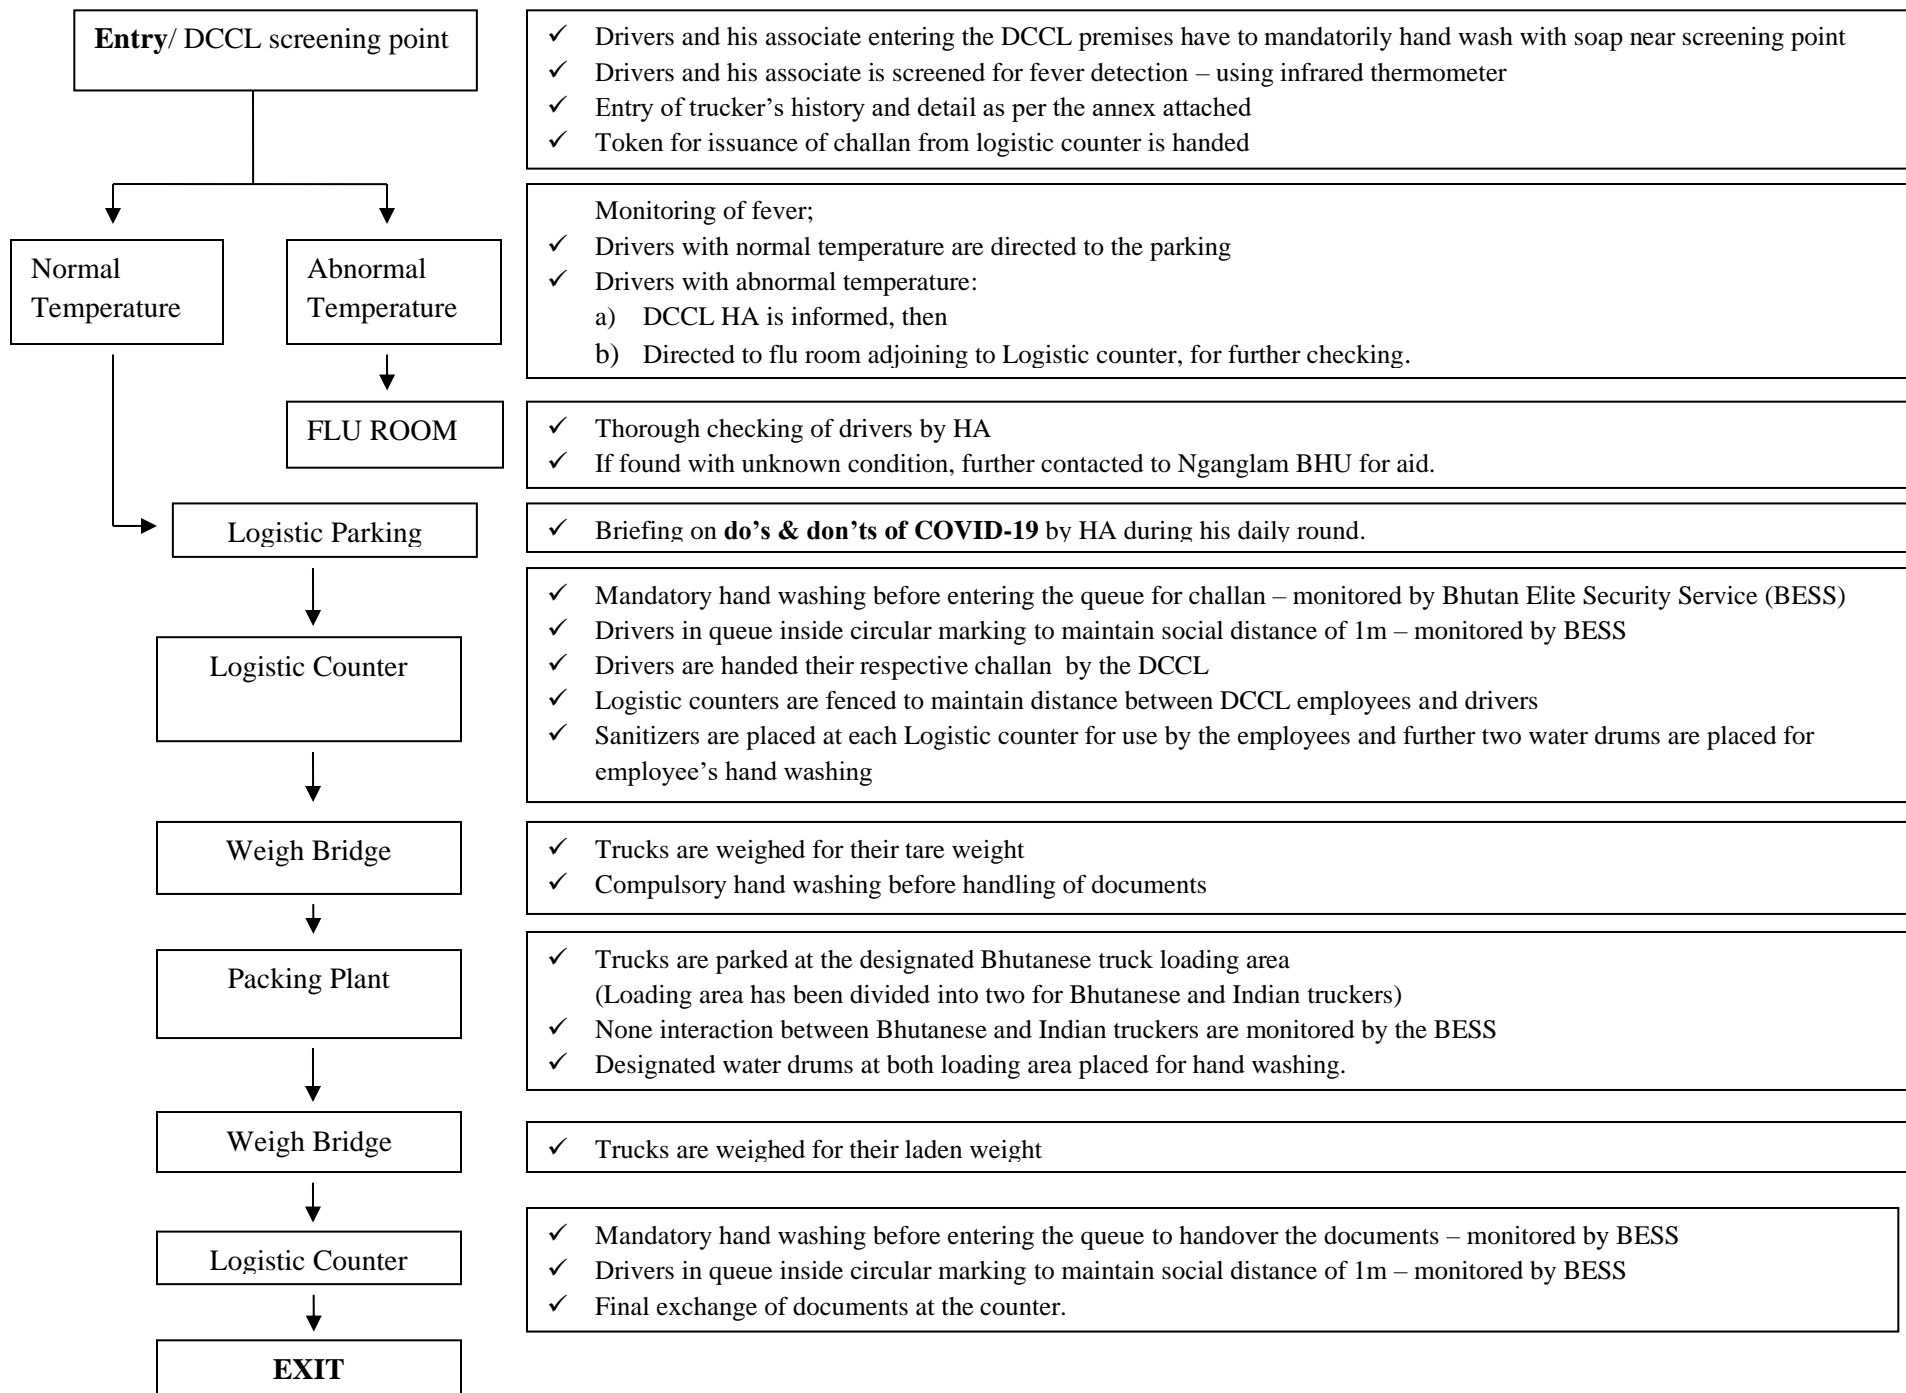 Entry/ DCCL screening point
✓ Drivers and his associate entering the DCCL premises have to mandatorily hand wash with soap near screening point
✓ Drivers and his associate is screened for fever detection – using infrared thermometer
✓ Entry of trucker’s history and detail as per the annex attached
✓ Token for issuance of challan from logistic counter is handed
Normal
Temperature
Abnormal
Temperature
Monitoring of fever;
✓ Drivers with normal temperature are directed to the parking
✓ Drivers with abnormal temperature:
a) DCCL HA is informed, then
b) Directed to flu room adjoining to Logistic counter, for further checking.
FLU ROOM
✓ Thorough checking of drivers by HA
✓ If found with unknown condition, further contacted to Nganglam BHU for aid.
Logistic Parking
✓ Briefing on do’s & don’ts of COVID-19 by HA during his daily round.
Logistic Counter
✓ Mandatory hand washing before entering the queue for challan – monitored by Bhutan Elite Security Service (BESS)
✓ Drivers in queue inside circular marking to maintain social distance of 1m – monitored by BESS
✓ Drivers are handed their respective challan by the DCCL
✓ Logistic counters are fenced to maintain distance between DCCL employees and drivers
✓ Sanitizers are placed at each Logistic counter for use by the employees and further two water drums are placed for
employee’s hand washing
Weigh Bridge
✓ Trucks are weighed for their tare weight
✓ Compulsory hand washing before handling of documents
Packing Plant
✓ Trucks are parked at the designated Bhutanese truck loading area
(Loading area has been divided into two for Bhutanese and Indian truckers)
✓ None interaction between Bhutanese and Indian truckers are monitored by the BESS
✓ Designated water drums at both loading area placed for hand washing.
Weigh Bridge
✓ Trucks are weighed for their laden weight
Logistic Counter
✓ Mandatory hand washing before entering the queue to handover the documents – monitored by BESS
✓ Drivers in queue inside circular marking to maintain social distance of 1m – monitored by BESS
✓ Final exchange of documents at the counter.
EXIT